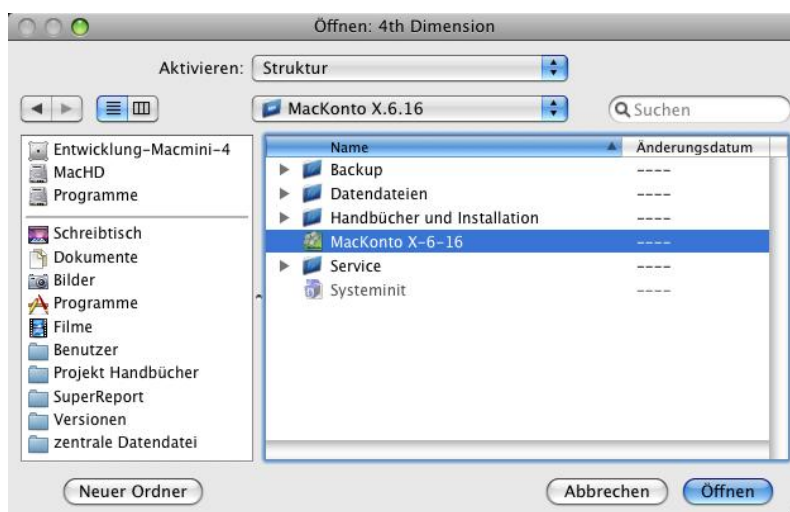 Öffnen: 4th Dimension
Aktivieren: Struktur
MacKonto X.6.16
Suchen
Entwicklung-Macmini-4
MacHD
Programme
Schreibtisch
Dokumente
Bilder
Programme
Filme
Benutzer
Projekt Handbücher
SuperReport
Versionen
zentrale Datendatei
Name Änderungsdatum
Backup ----
Datendateien ----
Handbücher und Installation ----
MacKonto X-6-16 ----
Service ----
Systeminit ----
Neuer Ordner
Abbrechen
Öffnen